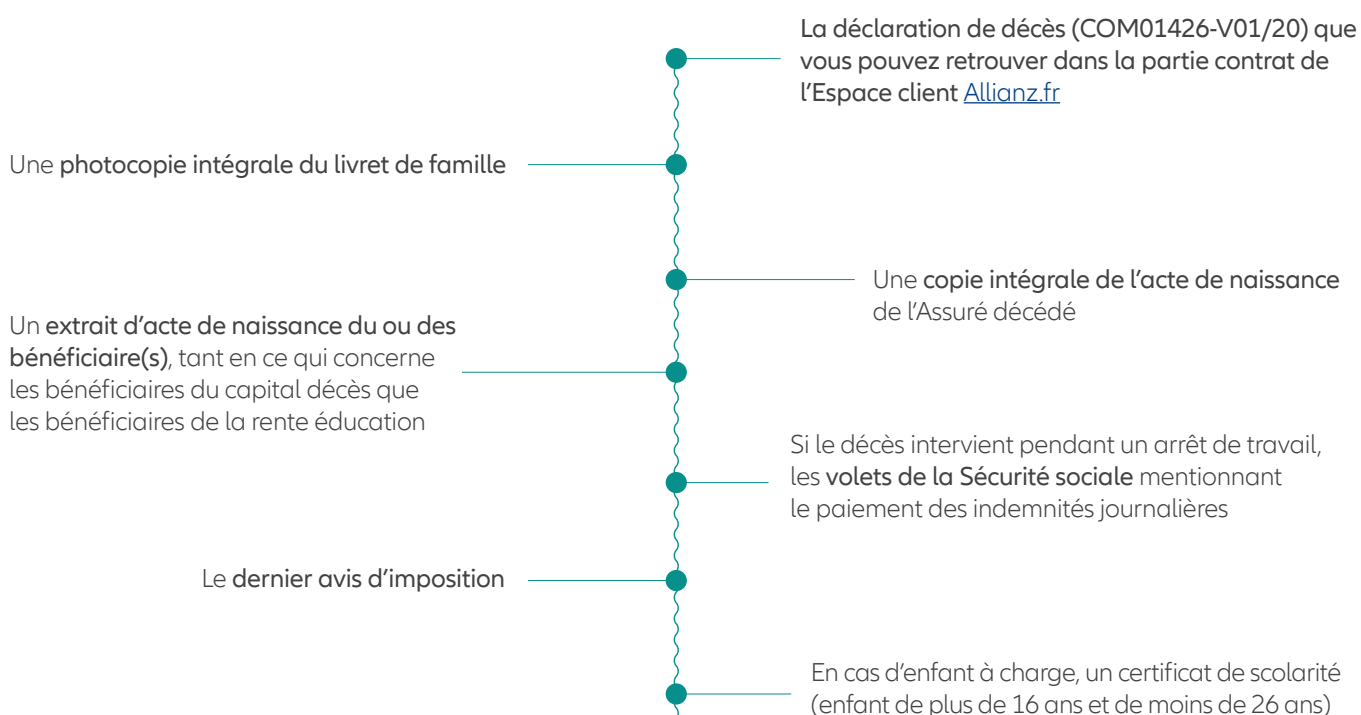 La déclaration de décès (COM01426-V01/20) que
vous pouvez retrouver dans la partie contrat de
l’Espace client Allianz.fr
Une photocopie intégrale du livret de famille
Une copie intégrale de l’acte de naissance
de l’Assuré décédé
Un extrait d’acte de naissance du ou des
bénéficiaire(s), tant en ce qui concerne
les bénéficiaires du capital décès que
les bénéficiaires de la rente éducation
Si le décès intervient pendant un arrêt de travail,
les volets de la Sécurité sociale mentionnant
le paiement des indemnités journalières
Le dernier avis d’imposition
En cas d’enfant à charge, un certificat de scolarité
(enfant de plus de 16 ans et de moins de 26 ans)